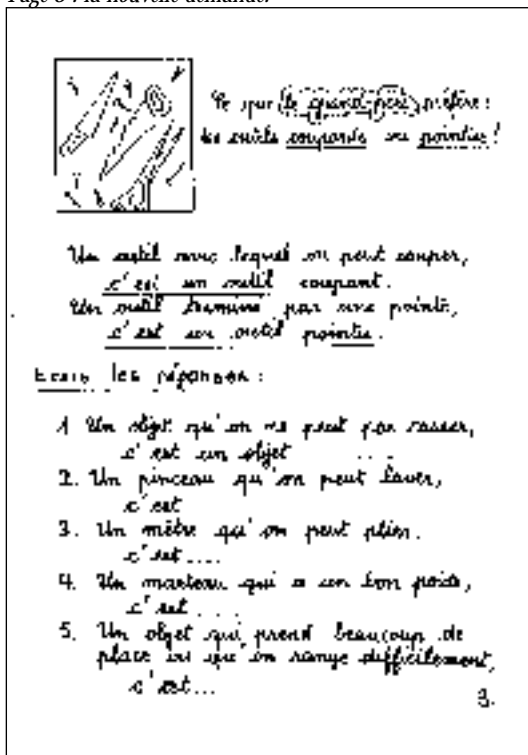 Page 3 : la nouvelle demande.
Ce que le grand-père préfère :
les outils coupants ou pointus !
Un outil avec lequel on peut couper,
c'est un outil coupant.
Un outil terminé par une pointe,
c'est un outil pointu.
Ecris les réponses :
1 Un objet qu'on ne peut pas casser,
c'est un objet ....
2. Un pinceau qu'on peut laver,
c'est
3. Un mètre qu'on peut plier.
c'est ....
4. Un marteau qui a un bon poids,
c'est ....
5. Un objet qui prend beaucoup de
place ou qu'on range difficilement,
c'est...
3.